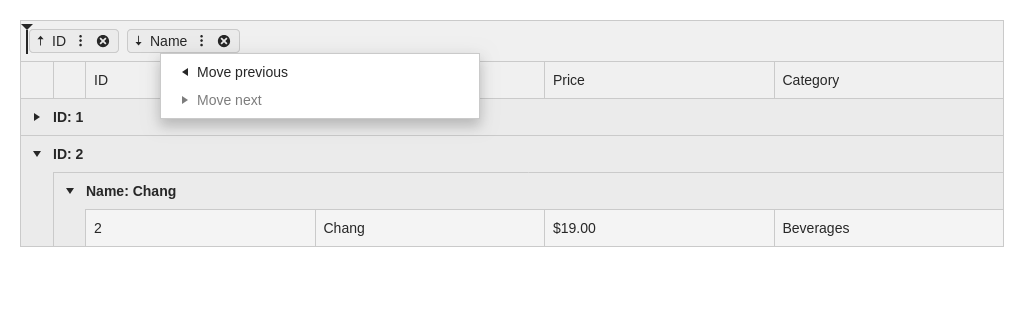 ID Name
Move previous
Move next
ID Price Category
ID: 1
ID: 2
Name: Chang
2 Chang $19.00 Beverages